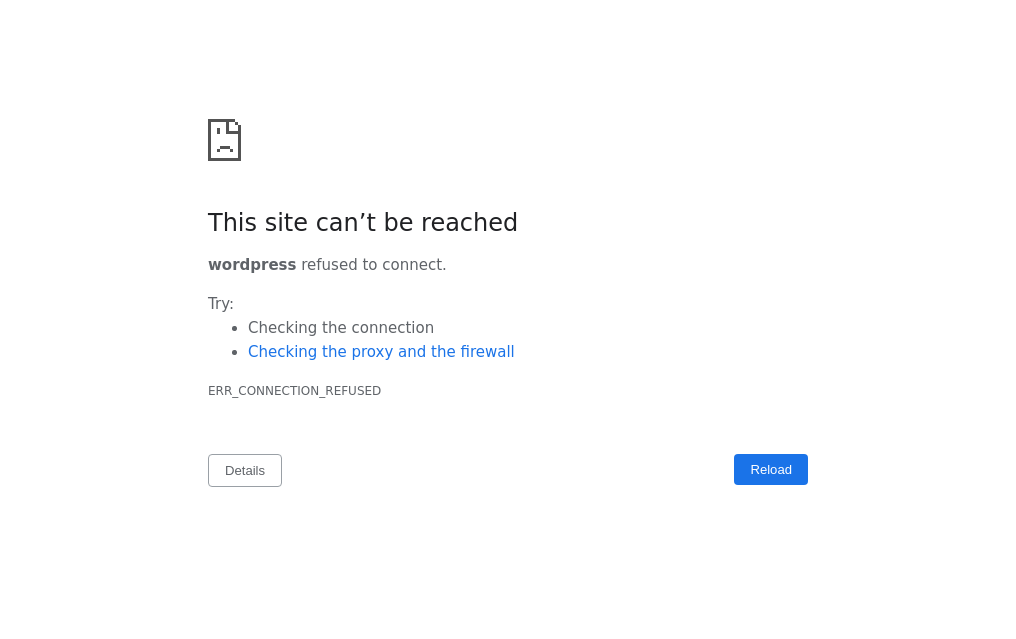 This site can’t be reached
wordpress refused to connect.
Try:
Checking the connection
Checking the proxy and the firewall
ERR_CONNECTION_REFUSED
Details
Reload